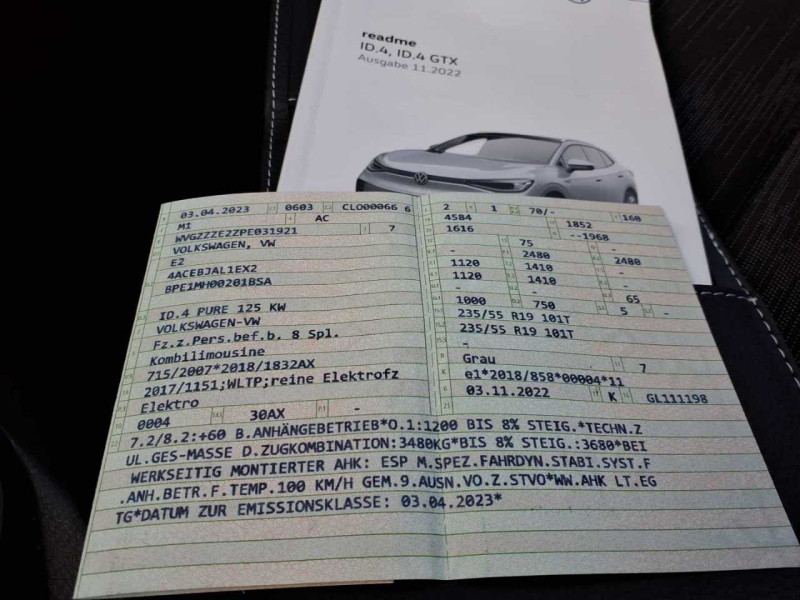 readme
ID.4, ID.4 GTX
Ausgabe 11.2022
03.04.2023 0603 CLO00066 6
M1 AC
WVGZZZE2ZPE031921 7
VOLKSWAGEN, VW
E2
4ACEBJAL1EX2
BPE1MH00201BSA
ID.4 PURE 125 KW
VOLKSWAGEN-VW
Fz.z.Pers.bef.b. 8 Spl.
Kombilimousine
715/2007*2018/1832AX
2017/1151;WLTP;reine Elektrofz
Elektro
0004 30AX -
2 1 70/- 160
4584 1852
1616 --1968
- 75 -
- 2480 2480
1120 1410 -
1120 1410 -
- - 65
1000 750 5 -
235/55 R19 101T
235/55 R19 101T
-
Grau 7
e1*2018/858*00004*11
03.11.2022 K GL111198
7.2/8.2:+60 B.ANHÄNGEBETRIEB*O.1:1200 BIS 8% STEIG.*TECHN.Z
UL.GES-MASSE D.ZUGKOMBINATION:3480KG*BIS 8% STEIG.:3680*BEI
WERKSEITIG MONTIERTER AHK: ESP M.SPEZ.FAHRDYN.STABI.SYST.F
.ANH.BETR.F.TEMP.100 KM/H GEM.9.AUSN.VO.Z.STVO*WW.AHK LT.EG
TG*DATUM ZUR EMISSIONSKLASSE: 03.04.2023*